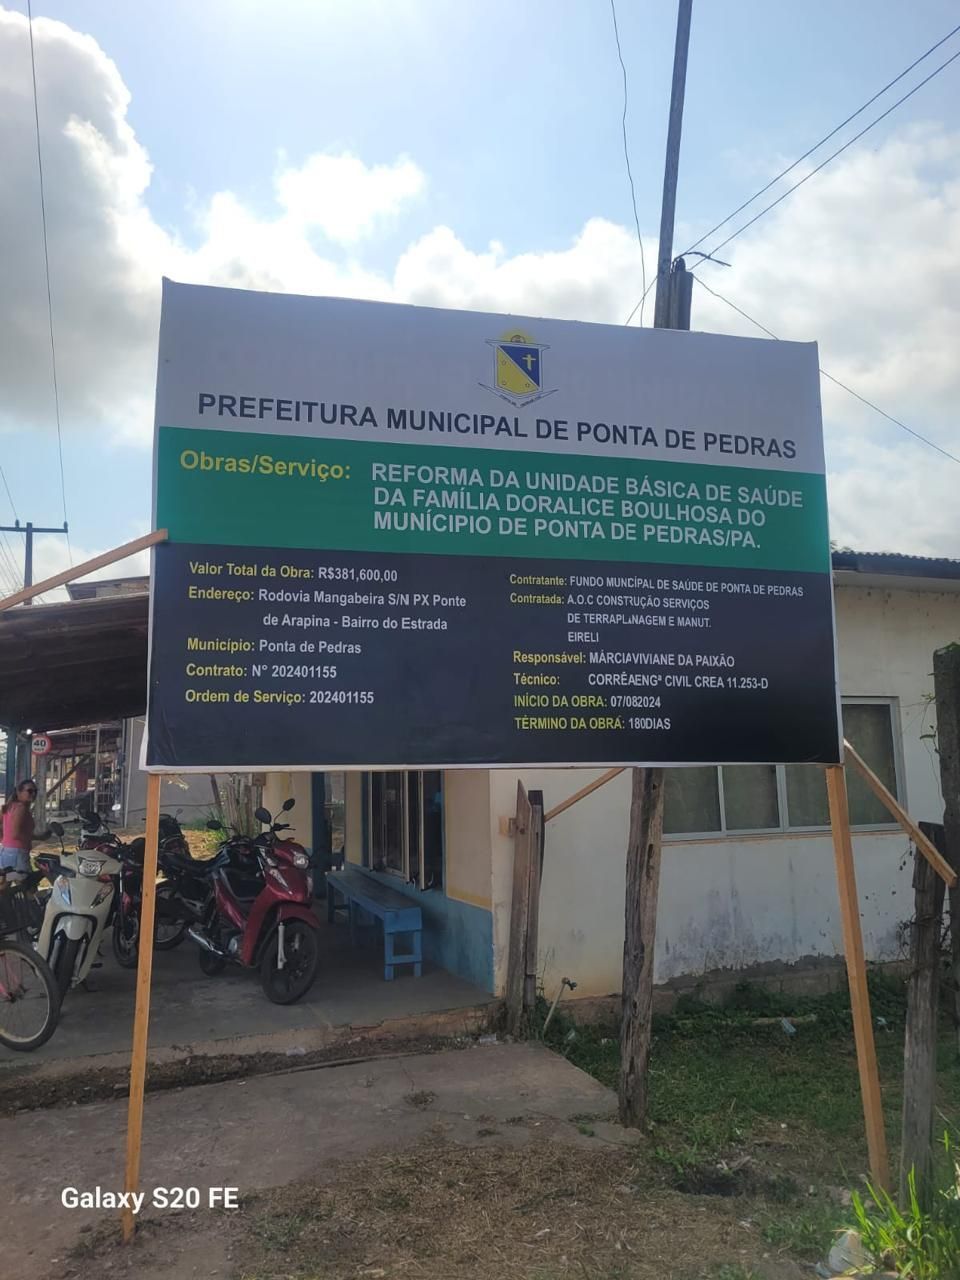 PREFEITURA MUNICIPAL DE PONTA DE PEDRAS
Obras/Serviço: REFORMA DA UNIDADE BÁSICA DE SAÚDE
DA FAMÍLIA DORALICE BOULHOSA DO
MUNÍCIPIO DE PONTA DE PEDRAS/PA.
Valor Total da Obra: R$381,600,00
Endereço: Rodovia Mangabeira S/N PX Ponte
de Arapina - Bairro do Estrada
Município: Ponta de Pedras
Contrato: N° 202401155
Ordem de Serviço: 202401155
Contratante: FUNDO MUNCÍPAL DE SAÚDE DE PONTA DE PEDRAS
Contratada: A.O.C CONSTRUÇÃO SERVIÇOS
DE TERRAPLANAGEM E MANUT.
EIRELI
Responsável: MÁRCIAVIVIANE DA PAIXÃO
Técnico: CORRÊAENGª CIVIL CREA 11.253-D
INÍCIO DA OBRA: 07/082024
TÉRMINO DA OBRA: 180DIAS
40
Galaxy S20 FE